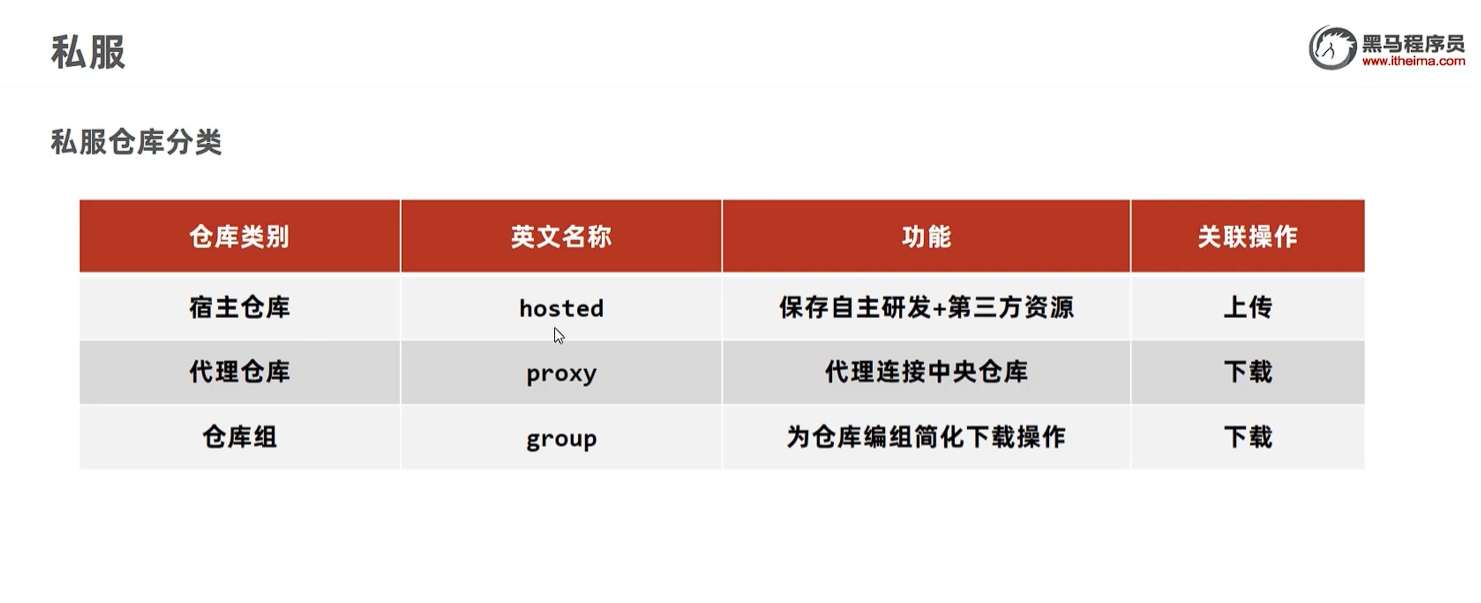 私服
黑马程序员
www.itheima.com
私服仓库分类
仓库类别 英文名称 功能 关联操作
宿主仓库 hosted 保存自主研发+第三方资源 上传
代理仓库 proxy 代理连接中央仓库 下载
仓库组 group 为仓库编组简化下载操作 下载